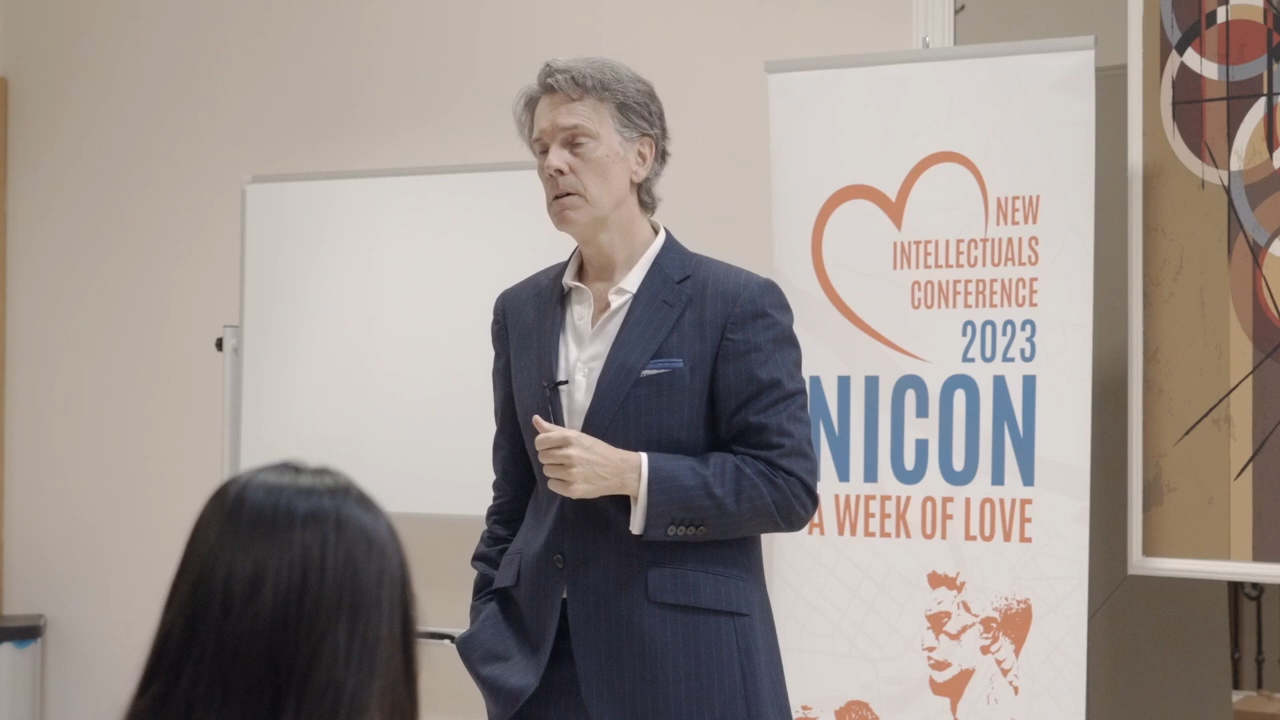 NEW
INTELLECTUALS
CONFERENCE
2023
NICON
A WEEK OF LOVE